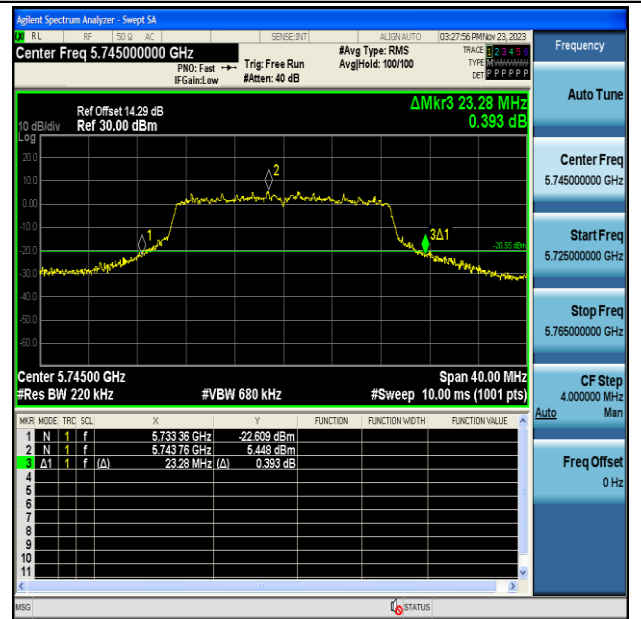 Agilent Spectrum Analyzer - Swept SA
RL RF 50 Ω AC SENSE:INT ALIGN AUTO 03:27:56 PM Nov 23, 2023
Center Freq 5.745000000 GHz #Avg Type: RMS TRACE 1 2 3 4 5 6
PNO: Fast Trig: Free Run Avg|Hold: 100/100 TYPE M
IFGain:Low #Atten: 40 dB DET P P P P P P
ΔMkr3 23.28 MHz
0.393 dB
Ref Offset 14.29 dB
10 dB/div Ref 30.00 dBm
Log
20.0
10.0
0.00
-10.0
-20.0
-30.0
-40.0
-50.0
-60.0
1
2
3Δ1
-20.55 dBm
Center 5.74500 GHz Span 40.00 MHz
#Res BW 220 kHz #VBW 680 kHz #Sweep 10.00 ms (1001 pts)
MKR MODE TRC SCL X Y FUNCTION FUNCTION WIDTH FUNCTION VALUE
1 N 1 f 5.733 36 GHz -22.609 dBm
2 N 1 f 5.743 76 GHz 5.448 dBm
3 Δ1 1 f (Δ) 23.28 MHz (Δ) 0.393 dB
4
5
6
7
8
9
10
11
MSG STATUS
Frequency
Auto Tune
Center Freq
5.745000000 GHz
Start Freq
5.725000000 GHz
Stop Freq
5.765000000 GHz
CF Step
4.000000 MHz
Auto Man
Freq Offset
0 Hz